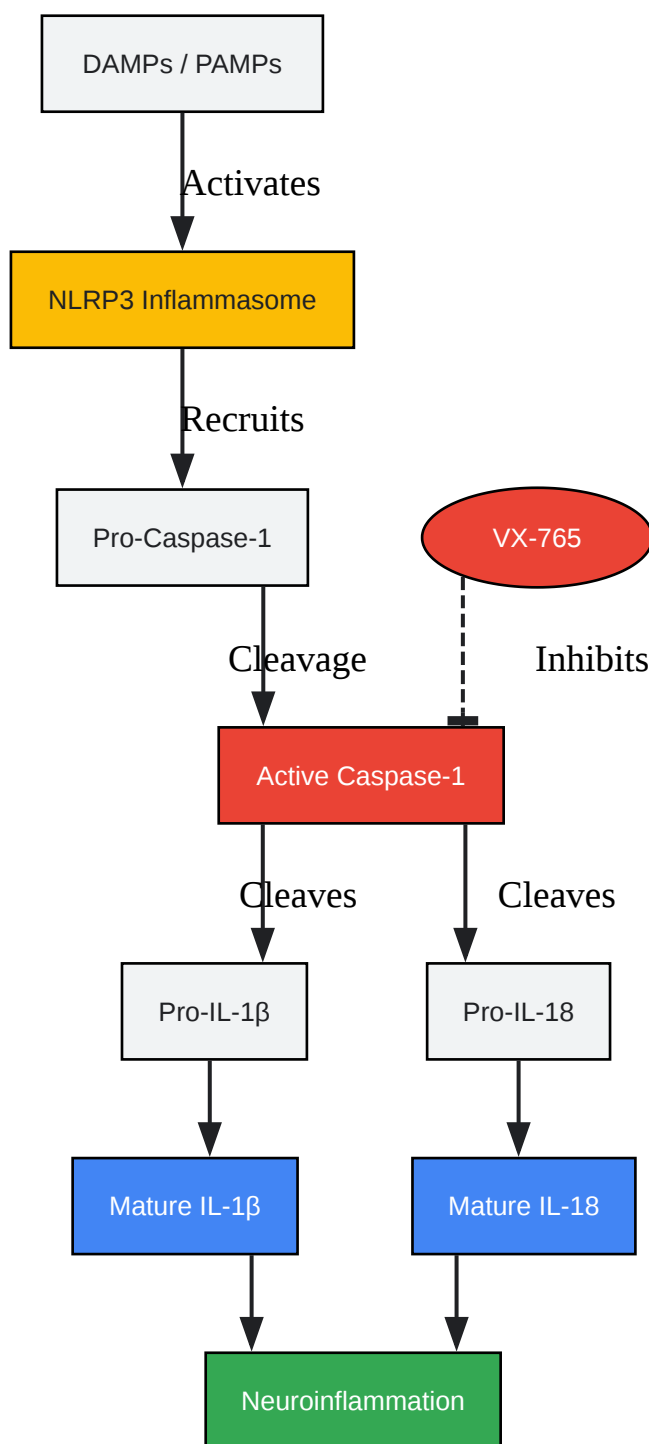 DAMPs / PAMPs
Activates
NLRP3 Inflammasome
Recruits
Pro-Caspase-1
VX-765
Cleavage
Inhibits
Active Caspase-1
Cleaves
Cleaves
Pro-IL-1β
Pro-IL-18
Mature IL-1β
Mature IL-18
Neuroinflammation